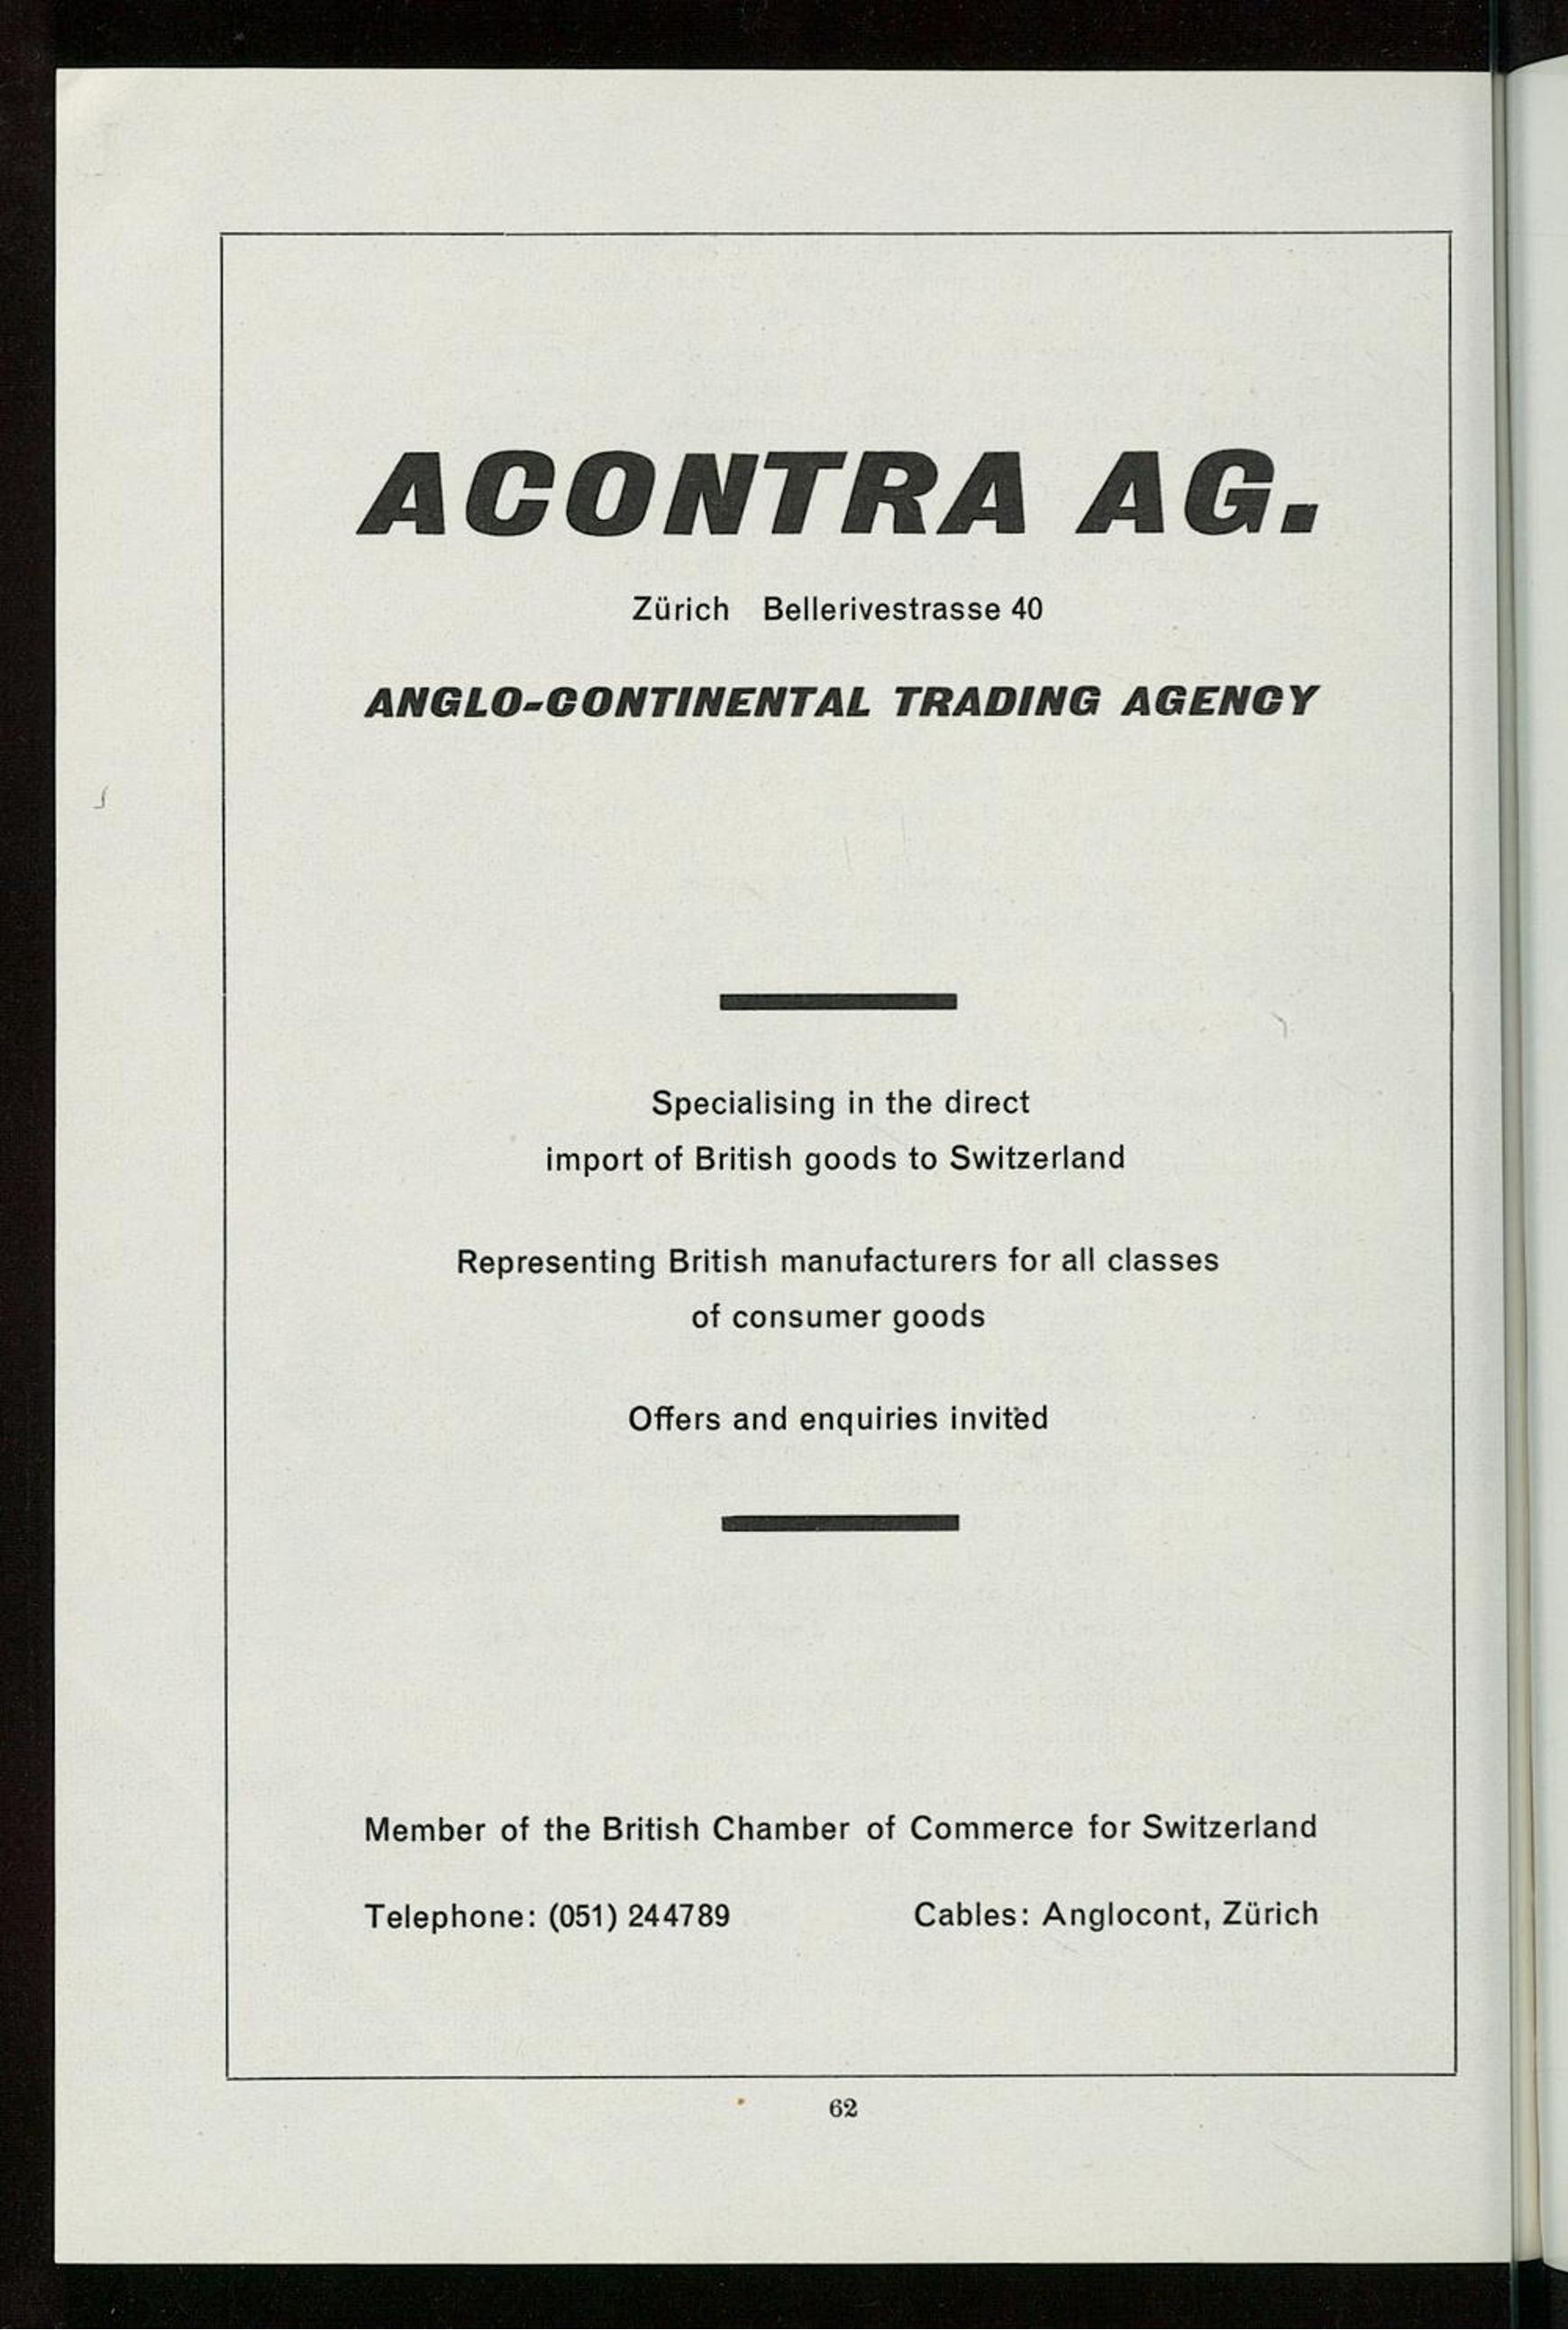 ACONTRA AG.
Zürich Bellerivestrasse 40
ANGLO-CONTINENTAL TRADING AGENCY
Specialising in the direct
import of British goods to Switzerland
Representing British manufacturers for all classes
of consumer goods
Offers and enquiries invited
Member of the British Chamber of Commerce for Switzerland
Telephone: (051) 244789 Cables: Anglocont, Zürich
62